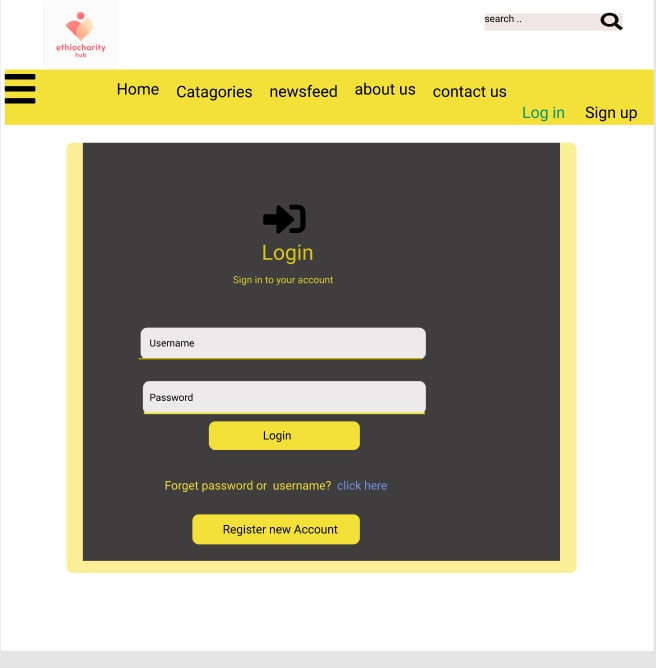 ethiocharity
hub
search ..
Home Catagories newsfeed about us contact us
Log in Sign up
Login
Sign in to your account
Username
Password
Login
Forget password or username? click here
Register new Account